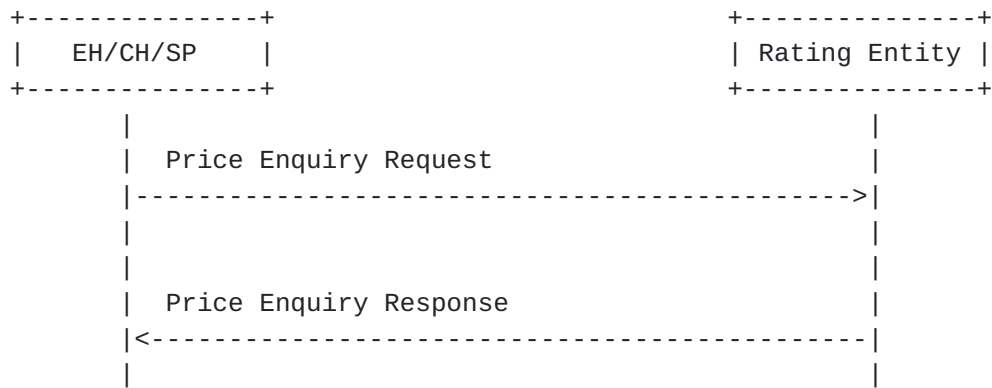 EH/CH/SP
Rating Entity
Price Enquiry Request
Price Enquiry Response